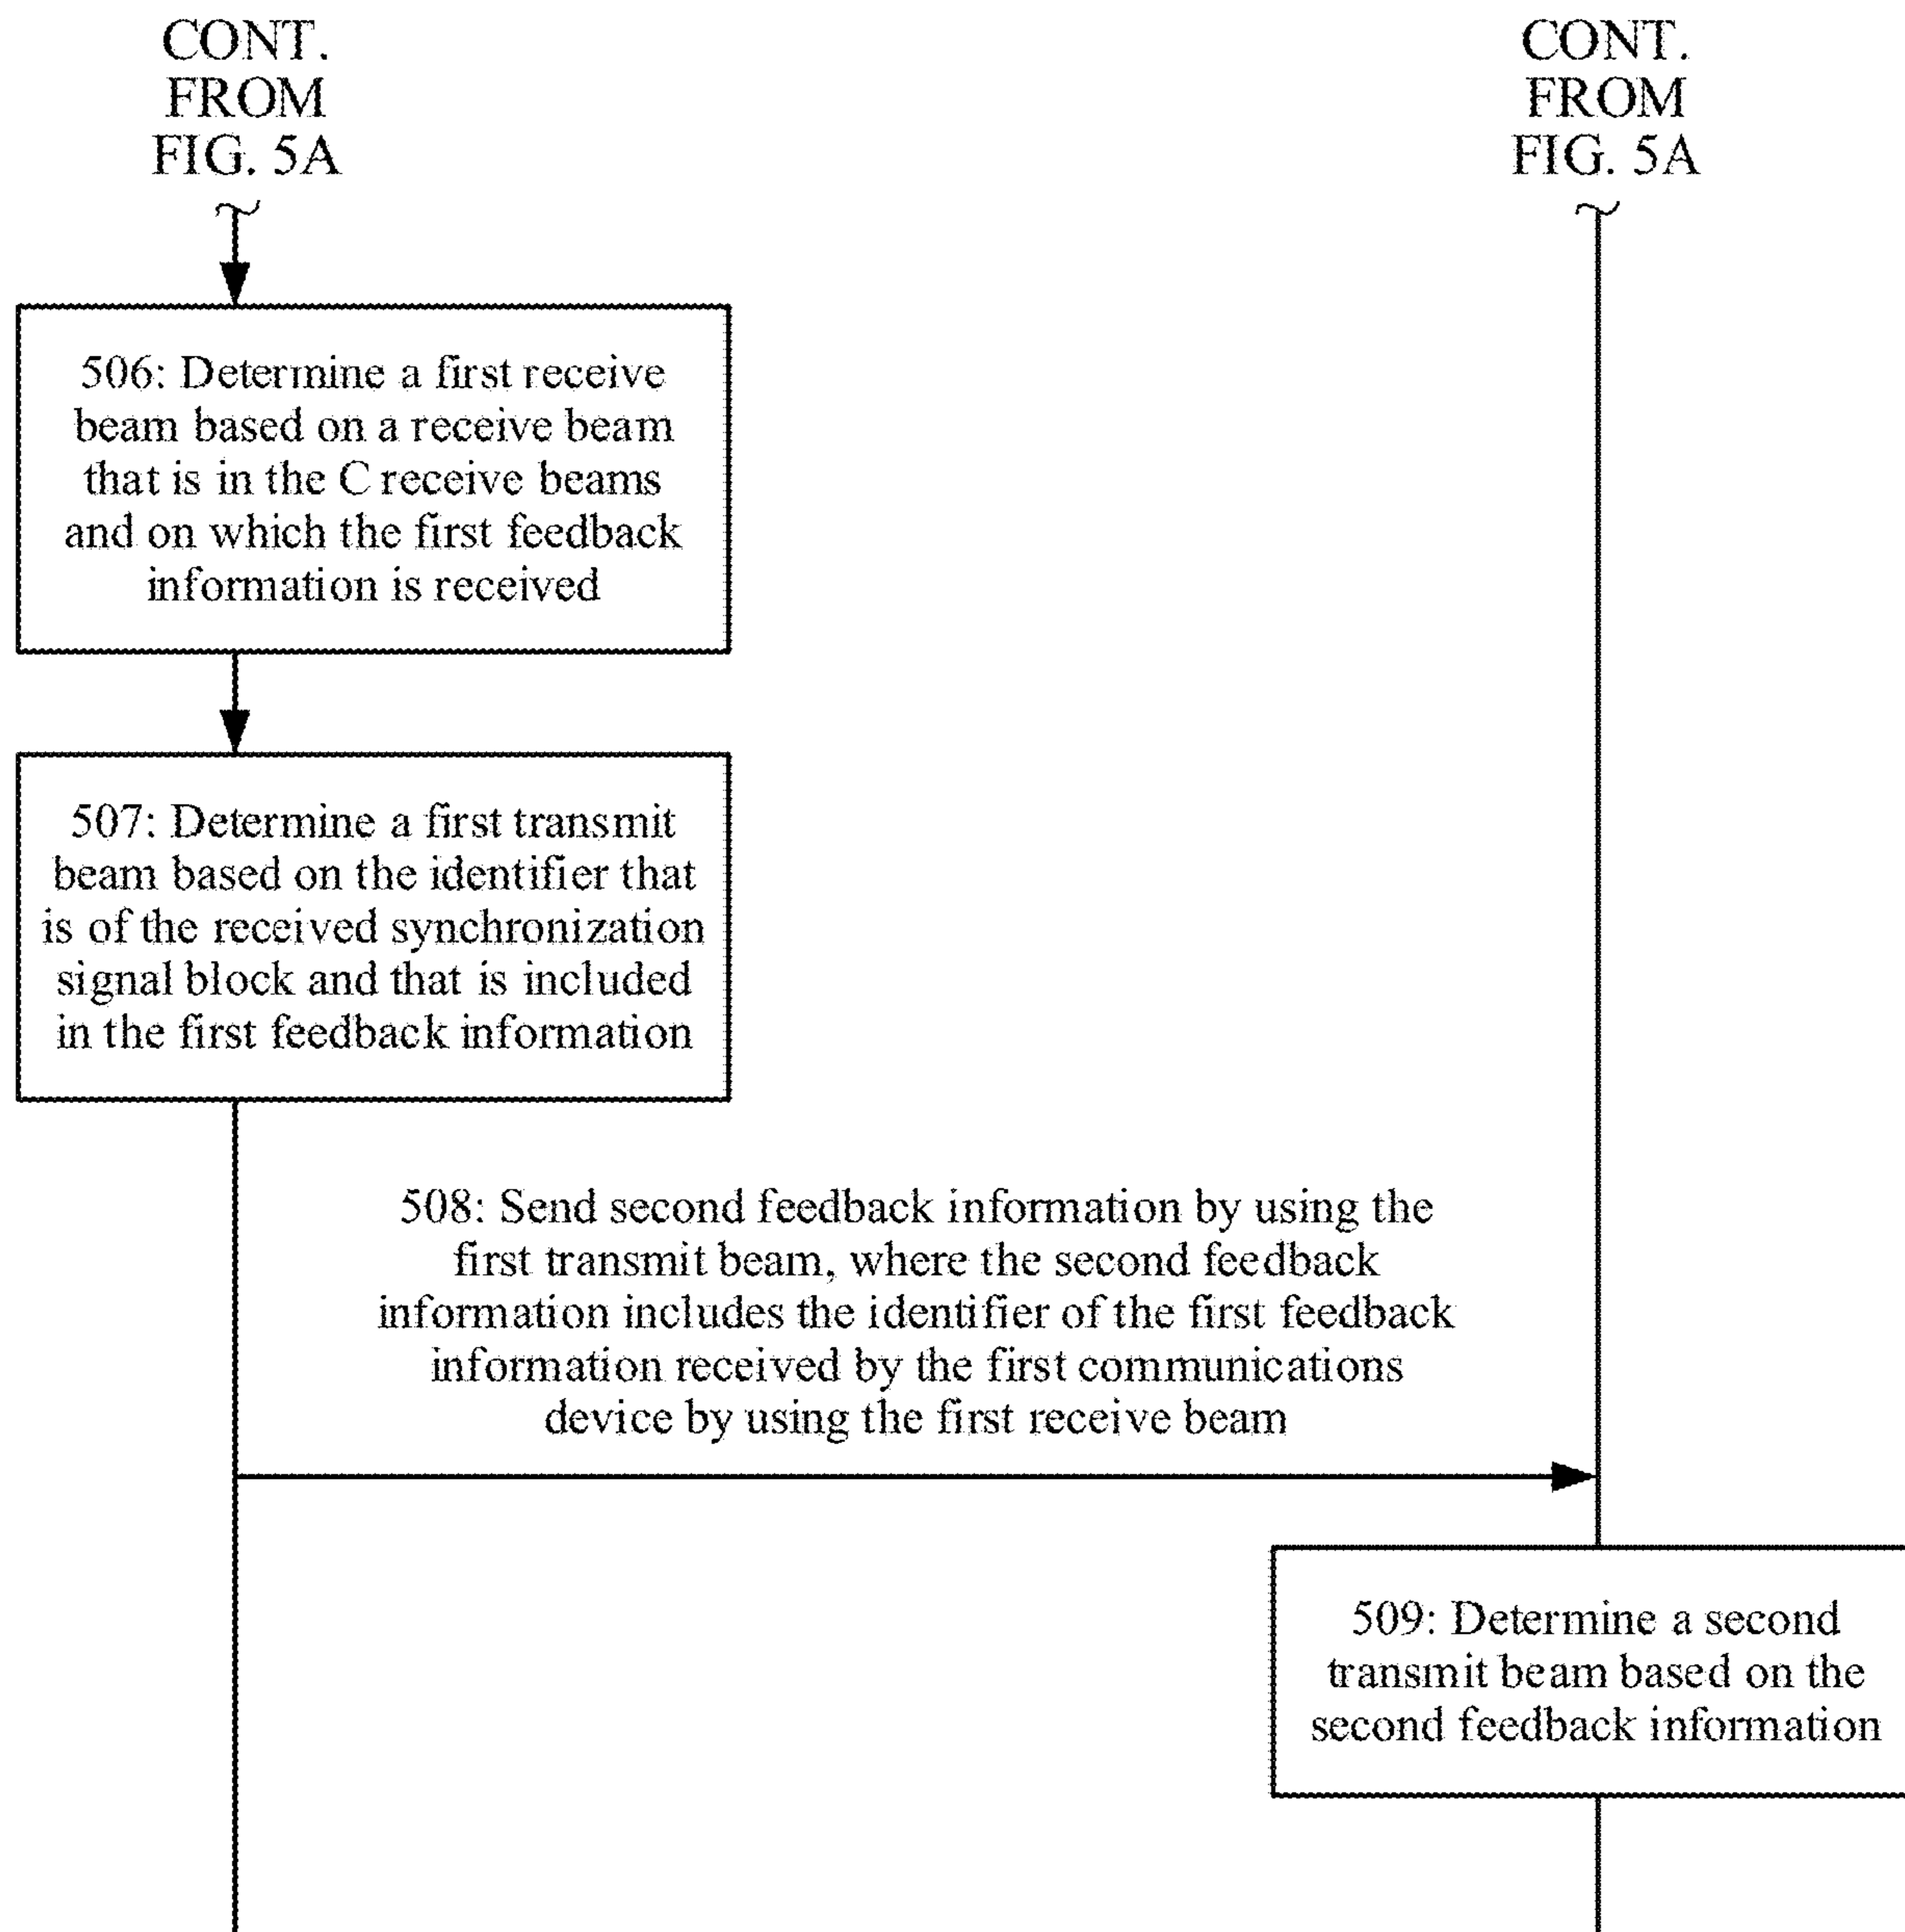 CONT.
FROM
FIG. 5A
CONT.
FROM
FIG. 5A
506: Determine a first receive
beam based on a receive beam
that is in the C receive beams
and on which the first feedback
information is received
507: Determine a first transmit
beam based on the identifier that
is of the received synchronization
signal block and that is included
in the first feedback information
508: Send second feedback information by using the
first transmit beam, where the second feedback
information includes the identifier of the first feedback
information received by the first communications
device by using the first receive beam
509: Determine a second
transmit beam based on the
second feedback information